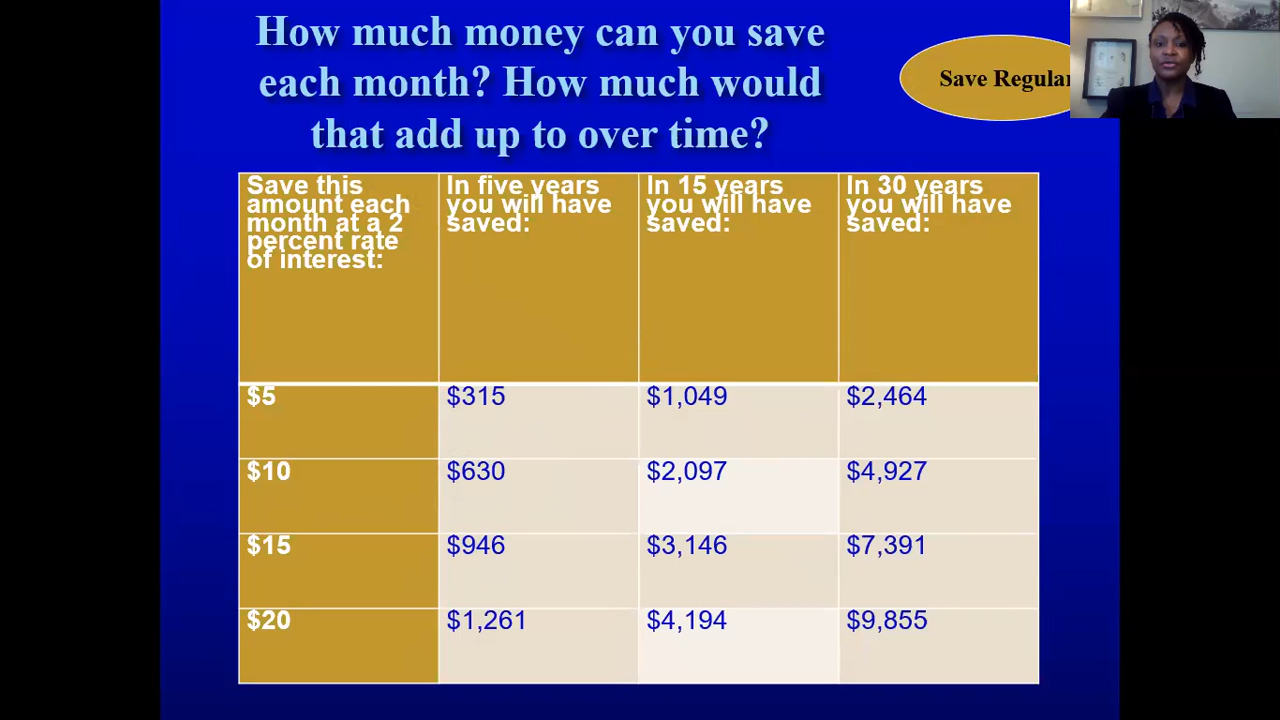 How much money can you save
each month? How much would
that add up to over time?
Save Regular
Save this
amount each
month at a 2
percent rate
of interest:
In five years
you will have
saved:
In 15 years
you will have
saved:
In 30 years
you will have
saved:
$5
$315
$1,049
$2,464
$10
$630
$2,097
$4,927
$15
$946
$3,146
$7,391
$20
$1,261
$4,194
$9,855